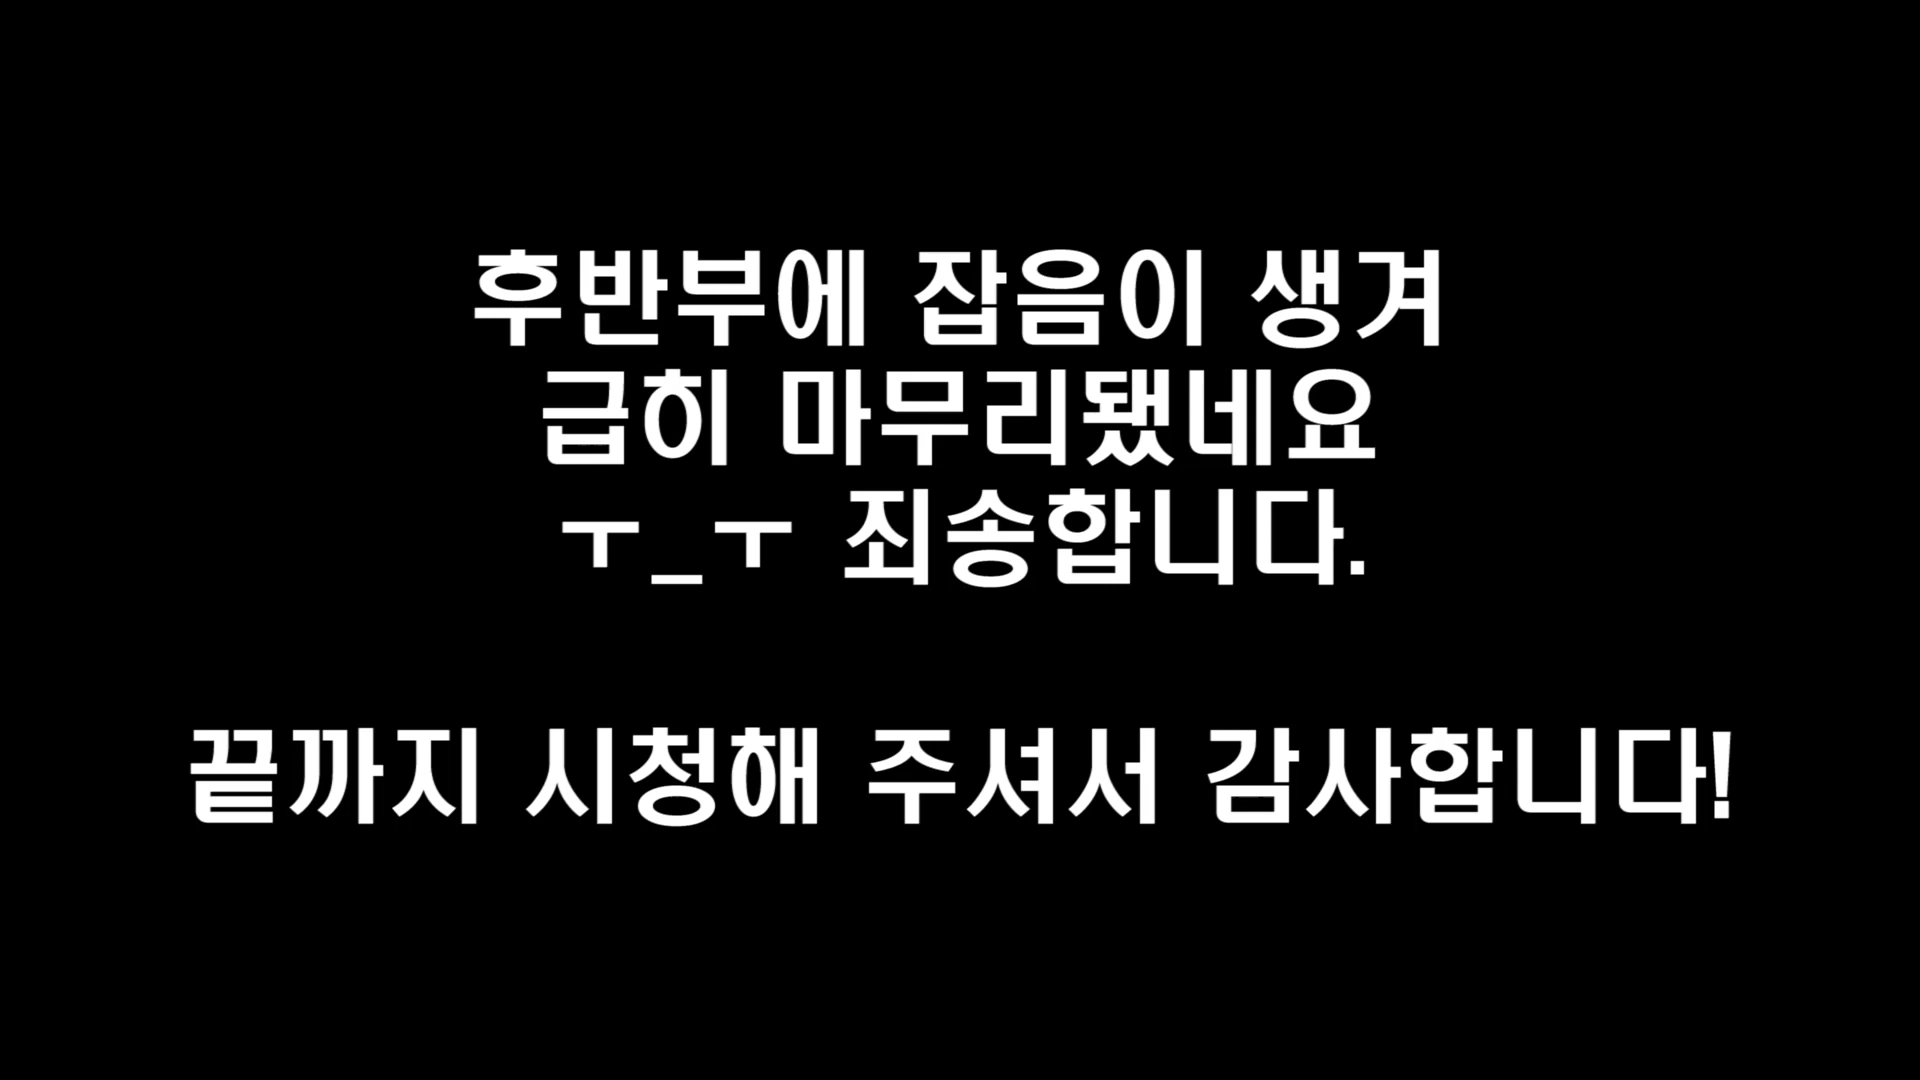 후반부에 잡음이 생겨
급히 마무리됐네요
ㅜ_ㅜ 죄송합니다.
끝까지 시청해 주셔서 감사합니다!